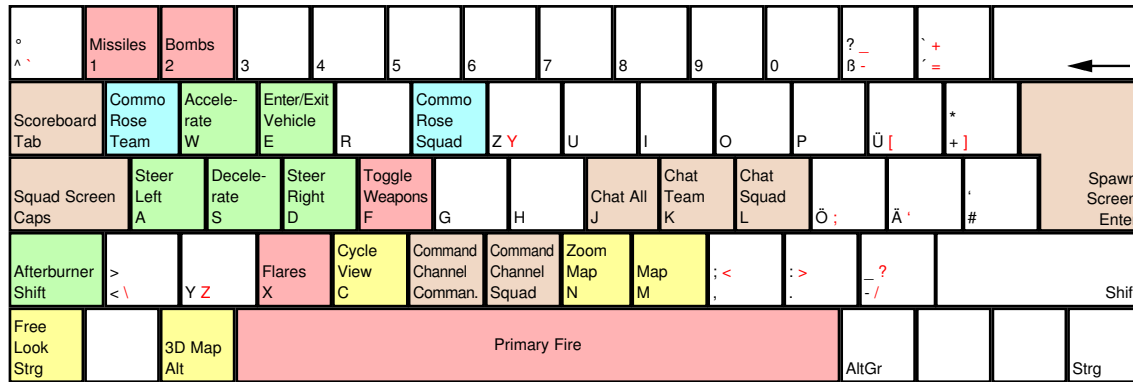 °
^ `
Missiles
1
Bombs
2
3
4
5
6
7
8
9
0
? _
ß -
` +
´ =
Scoreboard
Tab
Commo
Rose
Team
Accele-
rate
W
Enter/Exit
Vehicle
E
R
Commo
Rose
Squad
Z Y
U
I
O
P
Ü [
*
+ ]
Squad Screen
Caps
Steer
Left
A
Decele-
rate
S
Steer
Right
D
Toggle
Weapons
F
G
H
Chat All
J
Chat
Team
K
Chat
Squad
L
Ö ;
Ä '
'
#
Spawn
Screen
Enter
Afterburner
Shift
>
< \
Y Z
Flares
X
Cycle
View
C
Command
Channel
Comman.
Command
Channel
Squad
Zoom
Map
N
Map
M
; <
,
: >
.
_ ?
- /
Shif
Free
Look
Strg
3D Map
Alt
Primary Fire
AltGr
Strg